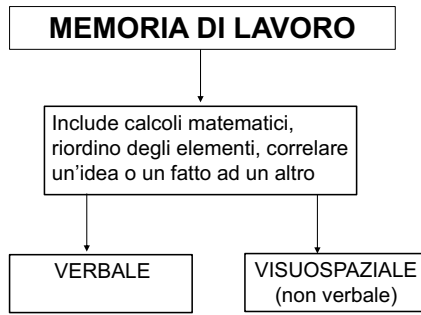 MEMORIA DI LAVORO
Include calcoli matematici,
riordino degli elementi, correlare
un'idea o un fatto ad un altro
VERBALE
VISUOSPAZIALE
(non verbale)